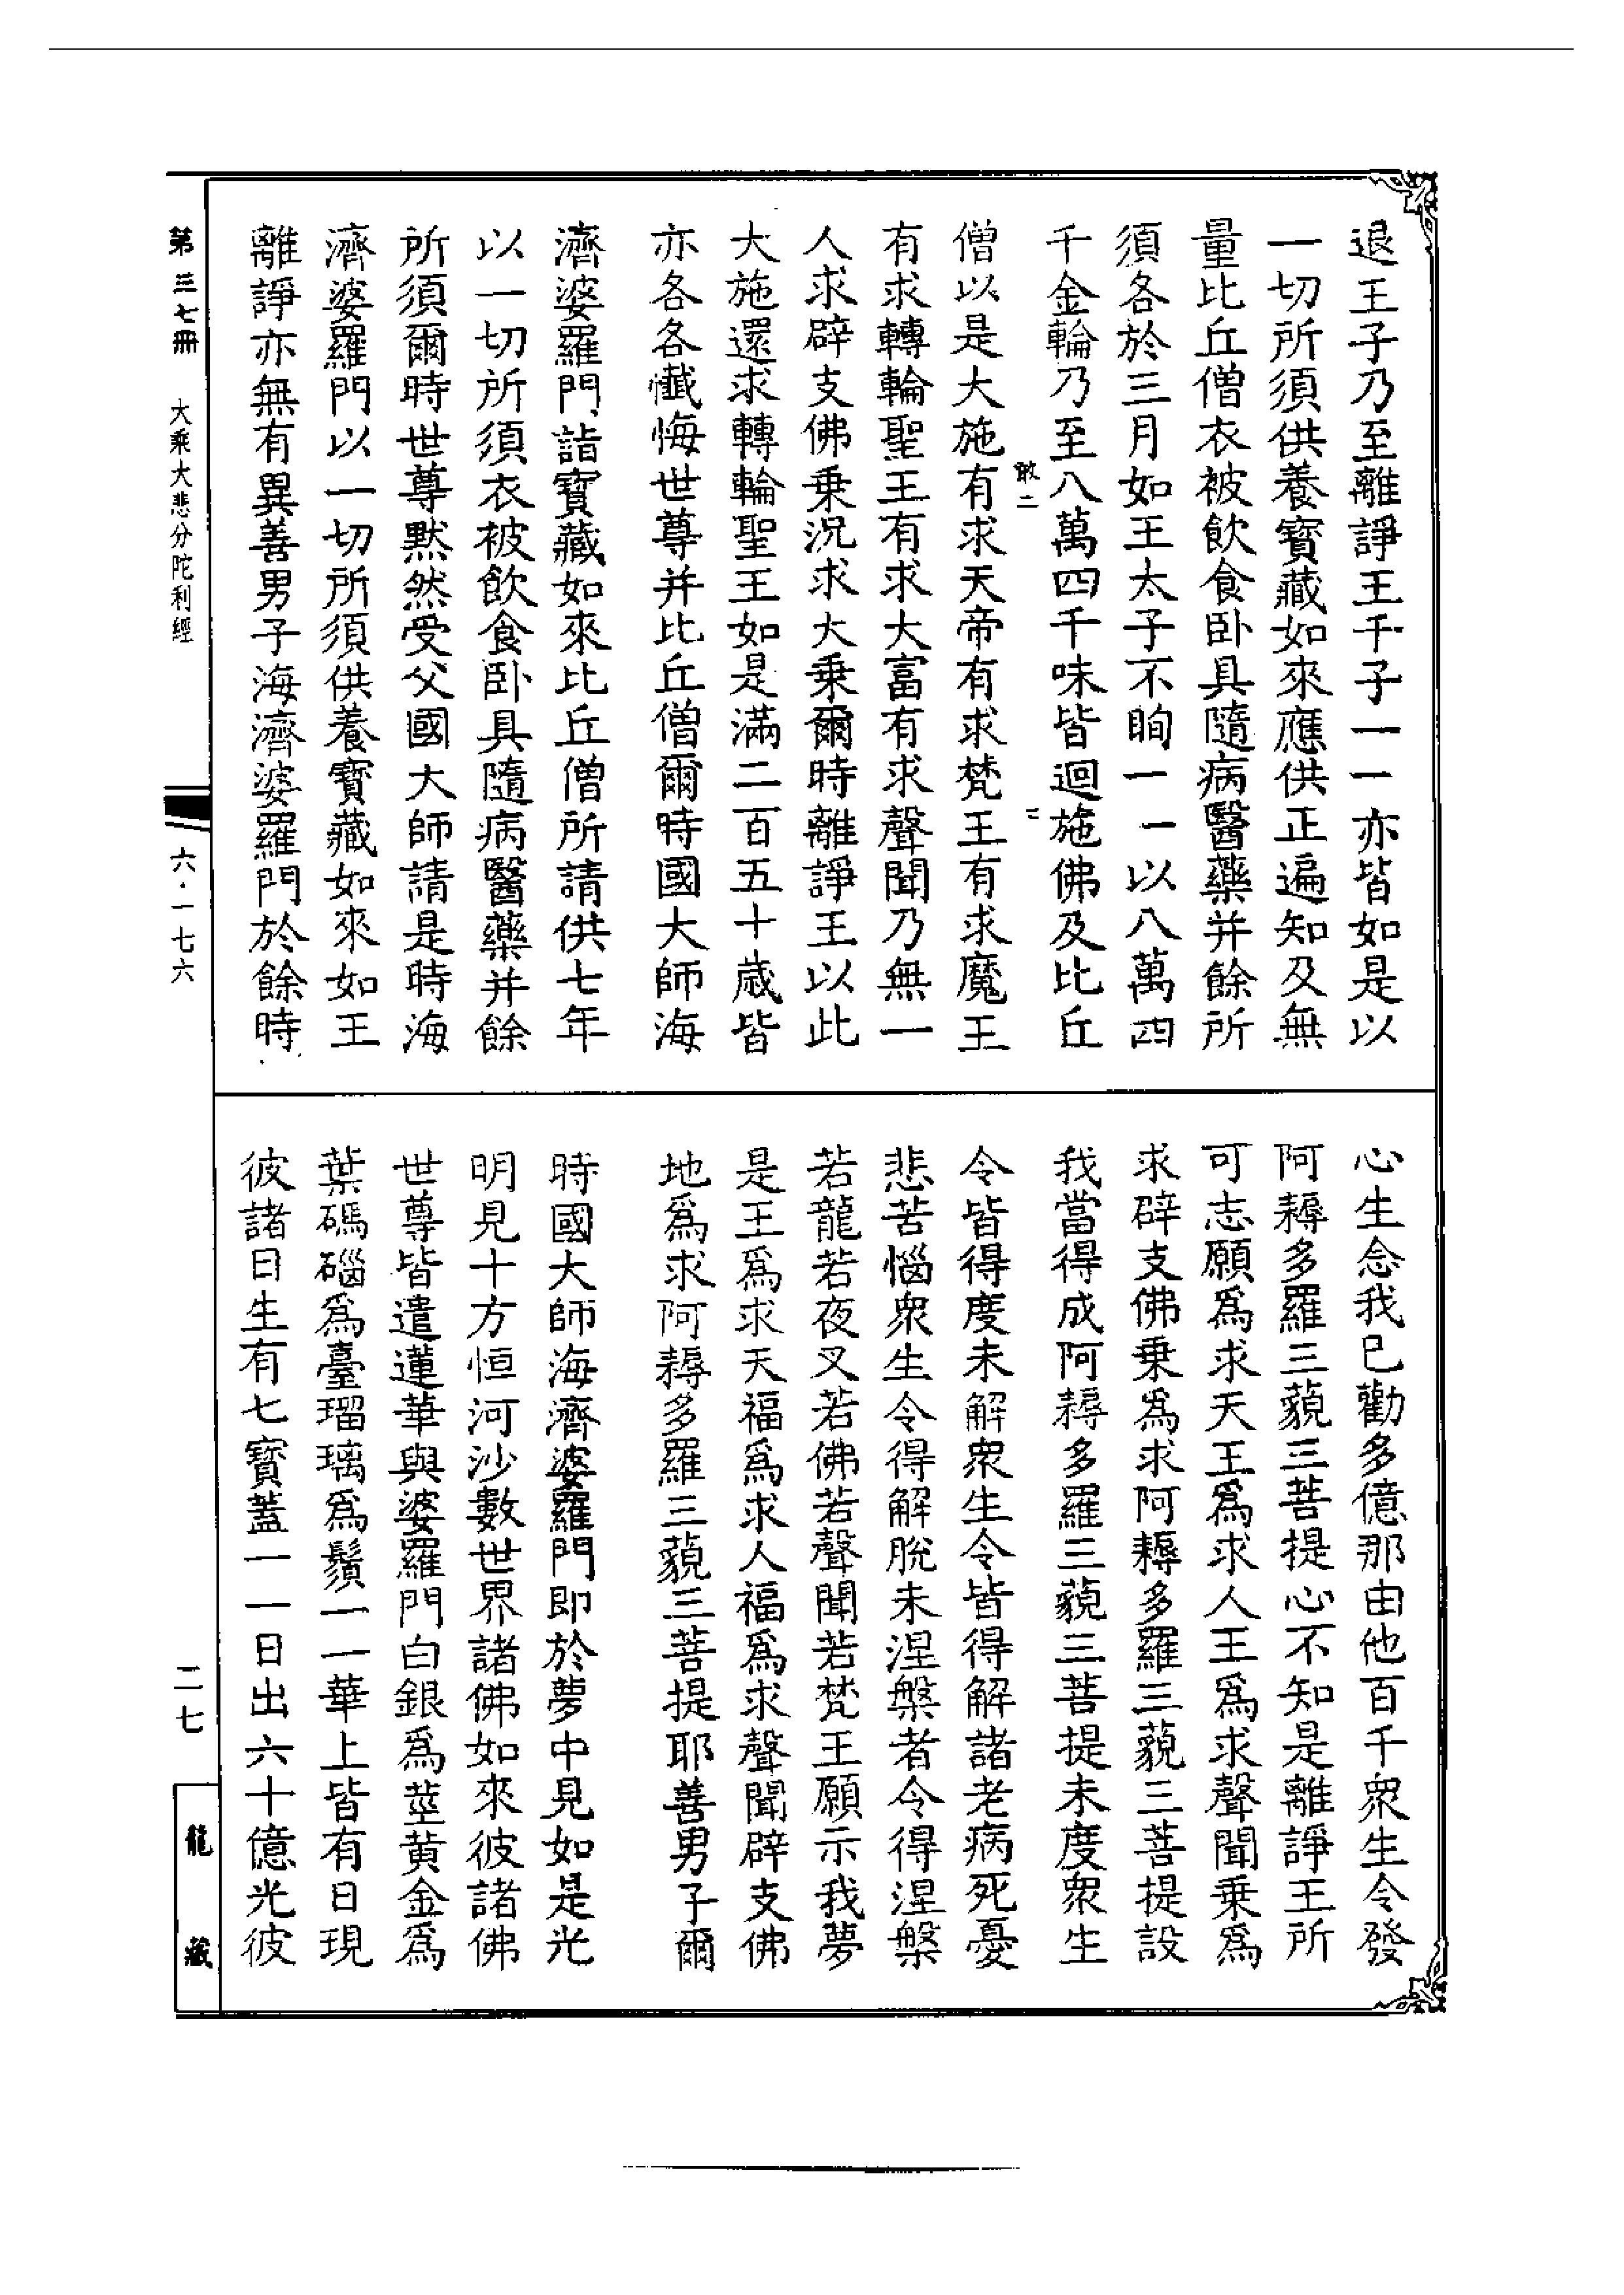 退王子乃至離諍王千子一一亦皆如是以
一切所須供養寶藏如來應供正遍知及無
量比丘僧衣被飲食卧具隨病醫藥并餘所
須各於三月如王太子不眴一一以八萬四
千金輪乃至八萬四千味皆迴施佛及比丘
敢二
二
僧以是大施有求天帝有求梵王有求魔王
有求轉輪聖王有求大富有求聲聞乃無一
人求辟支佛乗況求大乗爾時離諍王以此
大施還求轉輪聖王如是滿二百五十歳皆
亦各各懺悔世尊并比丘僧爾時國大師海
濟婆羅門詣寶藏如來比丘僧所請供七年
以一切所須衣被飲食卧具隨病醫藥并餘
所須爾時世尊黙然受父國大師請是時海
濟婆羅門以一切所須供養寶藏如來如王
離諍亦無有異善男子海濟婆羅門於餘時
心生念我已勸多億那由他百千衆生令發
阿耨多羅三藐三菩提心不知是離諍王所
可志願爲求天王爲求人王爲求聲聞乗爲
求辟支佛乗爲求阿耨多羅三藐三菩提設
我當得成阿耨多羅三藐三菩提未度衆生
令皆得度未解衆生令皆得解諸老病死憂
悲苦惱衆生令得解脫未涅槃者令得涅槃
若龍若夜叉若佛若聲聞若梵王願示我夢
是王爲求天福爲求人福爲求聲聞辟支佛
地爲求阿耨多羅三藐三菩提耶善男子爾
時國大師海濟婆羅門即於夢中見如是光
明見十方恒河沙數世界諸佛如來彼諸佛
世尊皆遣蓮華與婆羅門白銀爲莖黃金爲
葉碼碯爲臺瑠璃爲鬚一一華上皆有日現
彼諸日生有七寶蓋一一日出六十億光彼
第三七冊 大乘大悲分陀利經
六·一七六
二七
龍藏